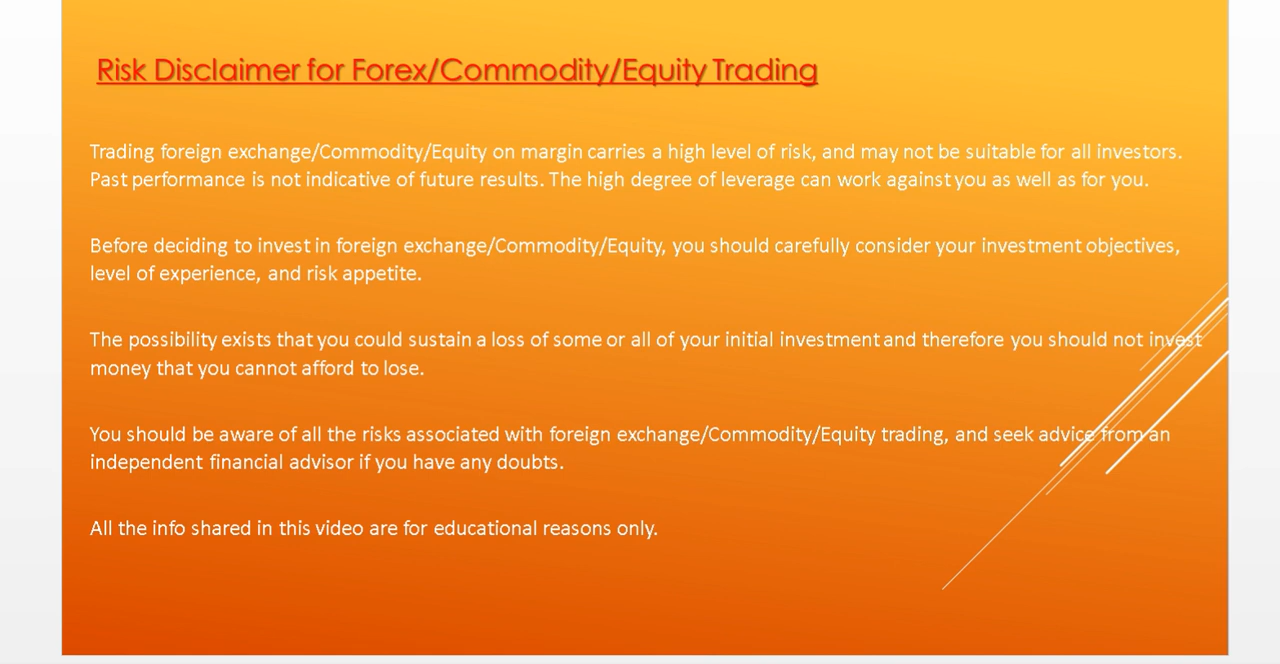 Risk Disclaimer for Forex/Commodity/Equity Trading
Trading foreign exchange/Commodity/Equity on margin carries a high level of risk, and may not be suitable for all investors.
Past performance is not indicative of future results. The high degree of leverage can work against you as well as for you.
Before deciding to invest in foreign exchange/Commodity/Equity, you should carefully consider your investment objectives,
level of experience, and risk appetite.
The possibility exists that you could sustain a loss of some or all of your initial investment and therefore you should not invest
money that you cannot afford to lose.
You should be aware of all the risks associated with foreign exchange/Commodity/Equity trading, and seek advice from an
independent financial advisor if you have any doubts.
All the info shared in this video are for educational reasons only.